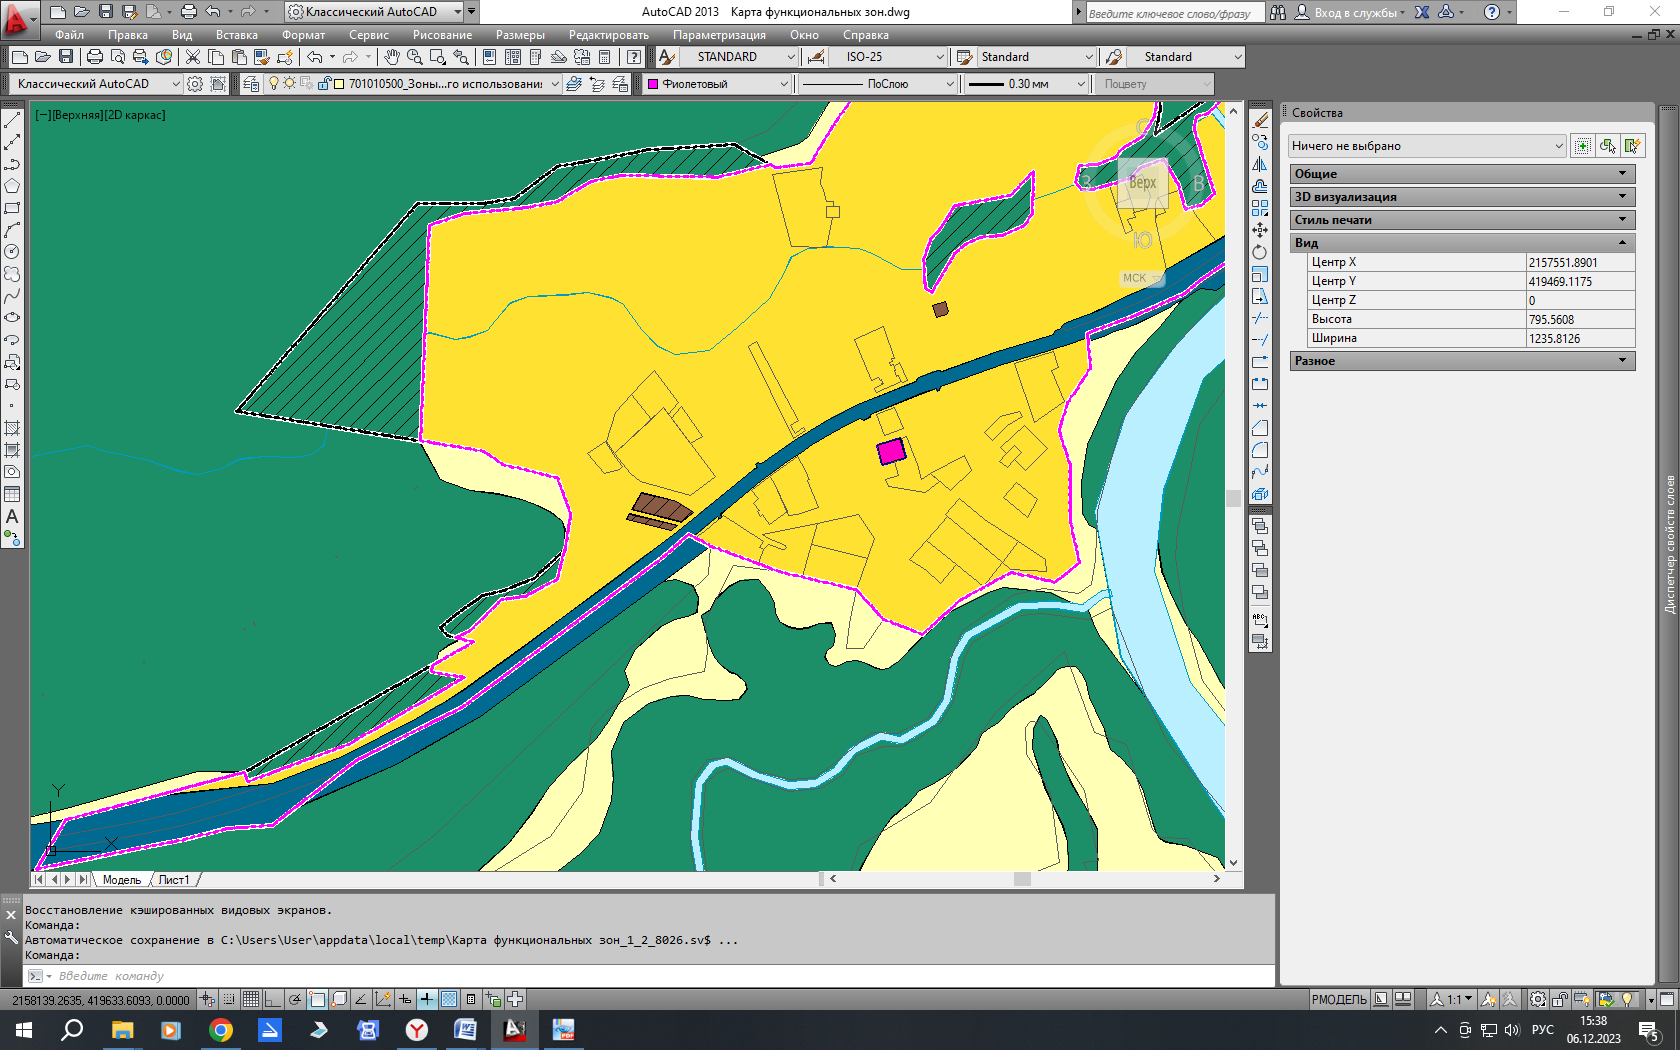 Классический AutoCAD
AutoCAD 2013 Карта функциональных зон.dwg
Введите ключевое слово/фразу
Вход в службы
Файл Правка Вид Вставка Формат Сервис Рисование Размеры Редактировать Параметризация Окно Справка
STANDARD ISO-25 Standard Standard
Классический AutoCAD
701010500_Зоны...го использования
Фиолетовый
ПоСлою
0.30 мм
Поцвету
[−][Верхняя][2D каркас]
С
З
Верх
В
Ю
МСК
Y
X
Модель Лист1
Свойства
Ничего не выбрано
Общие
3D визуализация
Стиль печати
Вид
Центр X 2157551.8901
Центр Y 419469.1175
Центр Z 0
Высота 795.5608
Ширина 1235.8126
Разное
Диспетчер свойств слоев
Восстановление кэшированных видовых экранов.
Команда:
Автоматическое сохранение в C:\Users\User\appdata\local\temp\Карта функциональных зон_1_2_8026.sv$ ...
Команда:
Введите команду
2158139.2635, 419633.6093, 0.0000
РМОДЕЛЬ
1:1
РУС
15:38
06.12.2023
5